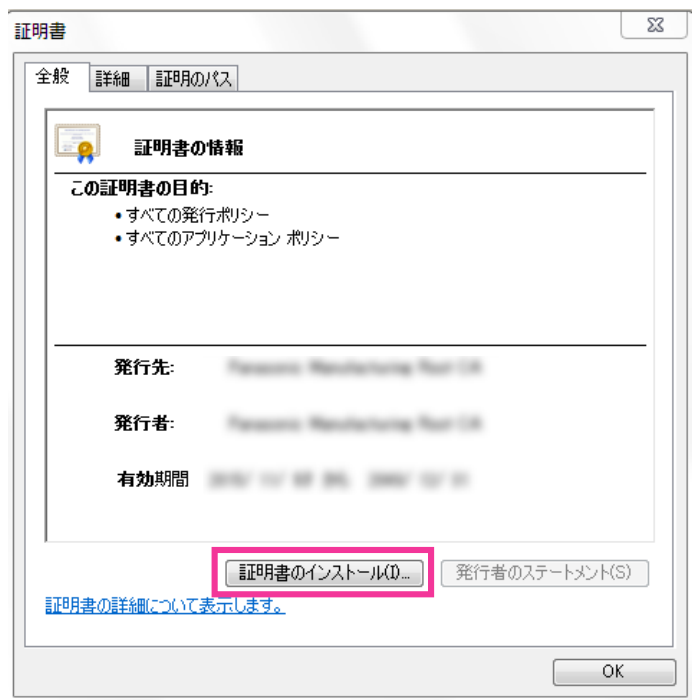 証明書
全般 詳細 証明のパス
証明書の情報
この証明書の目的:
• すべての発行ポリシー
• すべてのアプリケーション ポリシー
発行先:
発行者:
有効期間
証明書のインストール(I)... 発行者のステートメント(S)
証明書の詳細について表示します。
OK